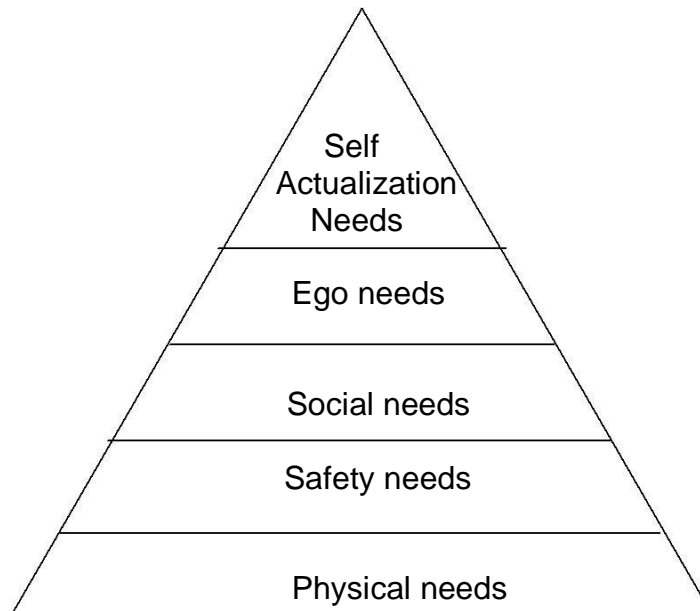 Self
Actualization
Needs
Ego needs
Social needs
Safety needs
Physical needs